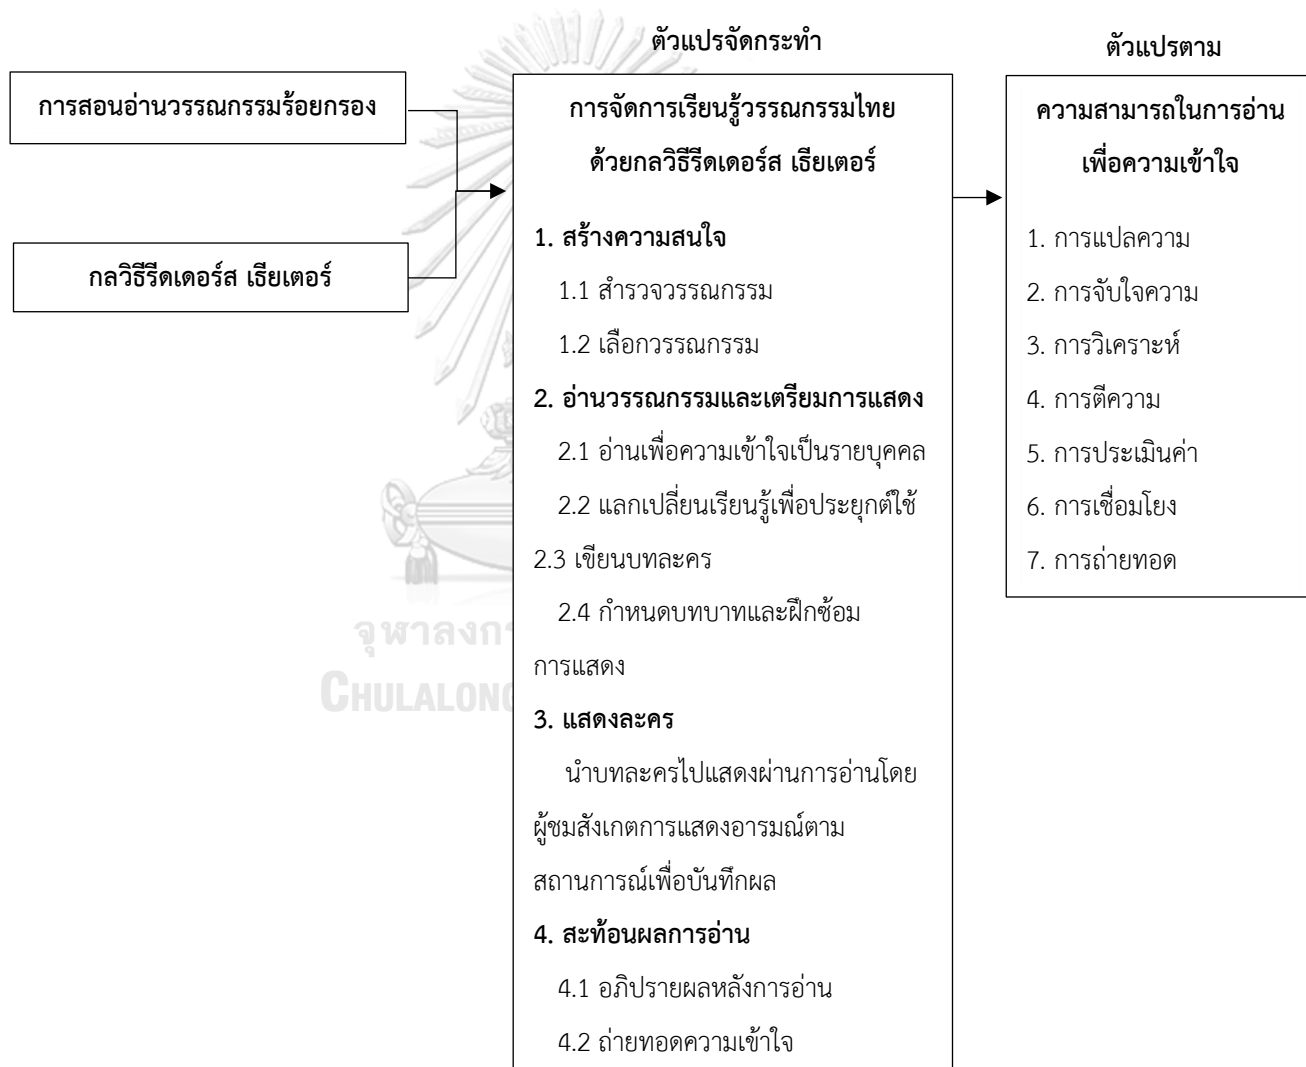 ตัวแปรจัดกระทำ
ตัวแปรตาม
การสอนอ่านวรรณกรรมร้อยกรอง
กลวิธีรีดเดอร์ส เธียเตอร์
การจัดการเรียนรู้วรรณกรรมไทย
ด้วยกลวิธีรีดเดอร์ส เธียเตอร์
1. สร้างความสนใจ
1.1 สำรวจวรรณกรรม
1.2 เลือกวรรณกรรม
2. อ่านวรรณกรรมและเตรียมการแสดง
2.1 อ่านเพื่อความเข้าใจเป็นรายบุคคล
2.2 แลกเปลี่ยนเรียนรู้เพื่อประยุกต์ใช้
2.3 เขียนบทละคร
2.4 กำหนดบทบาทและฝึกซ้อม
การแสดง
3. แสดงละคร
นำบทละครไปแสดงผ่านการอ่านโดย
ผู้ชมสังเกตการแสดงอารมณ์ตาม
สถานการณ์เพื่อบันทึกผล
4. สะท้อนผลการอ่าน
4.1 อภิปรายผลหลังการอ่าน
4.2 ถ่ายทอดความเข้าใจ
ความสามารถในการอ่าน
เพื่อความเข้าใจ
1. การแปลความ
2. การจับใจความ
3. การวิเคราะห์
4. การตีความ
5. การประเมินค่า
6. การเชื่อมโยง
7. การถ่ายทอด
จุฬาลงก
CHULALON